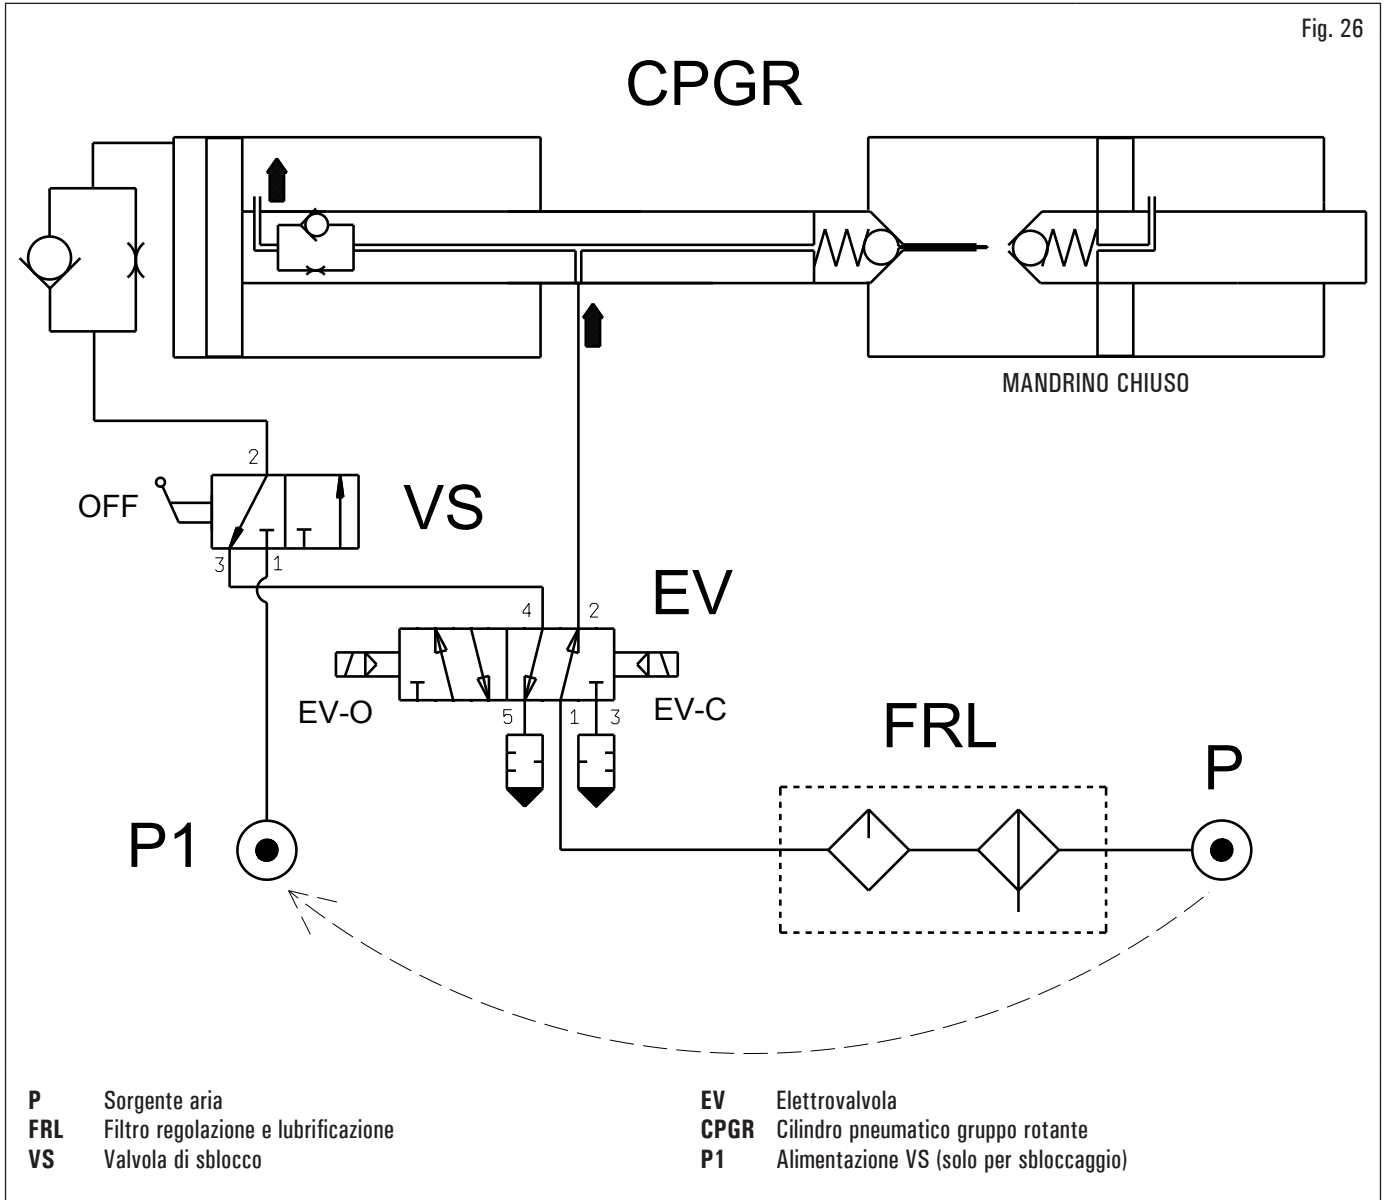 Fig. 26
CPGR
MANDRINO CHIUSO
2
OFF
VS
3 1
EV
4 2
EV-O
5 1 3
EV-C
FRL
P
P1
P Sorgente aria
FRL Filtro regolazione e lubrificazione
VS Valvola di sblocco
EV Elettrovalvola
CPGR Cilindro pneumatico gruppo rotante
P1 Alimentazione VS (solo per sbloccaggio)